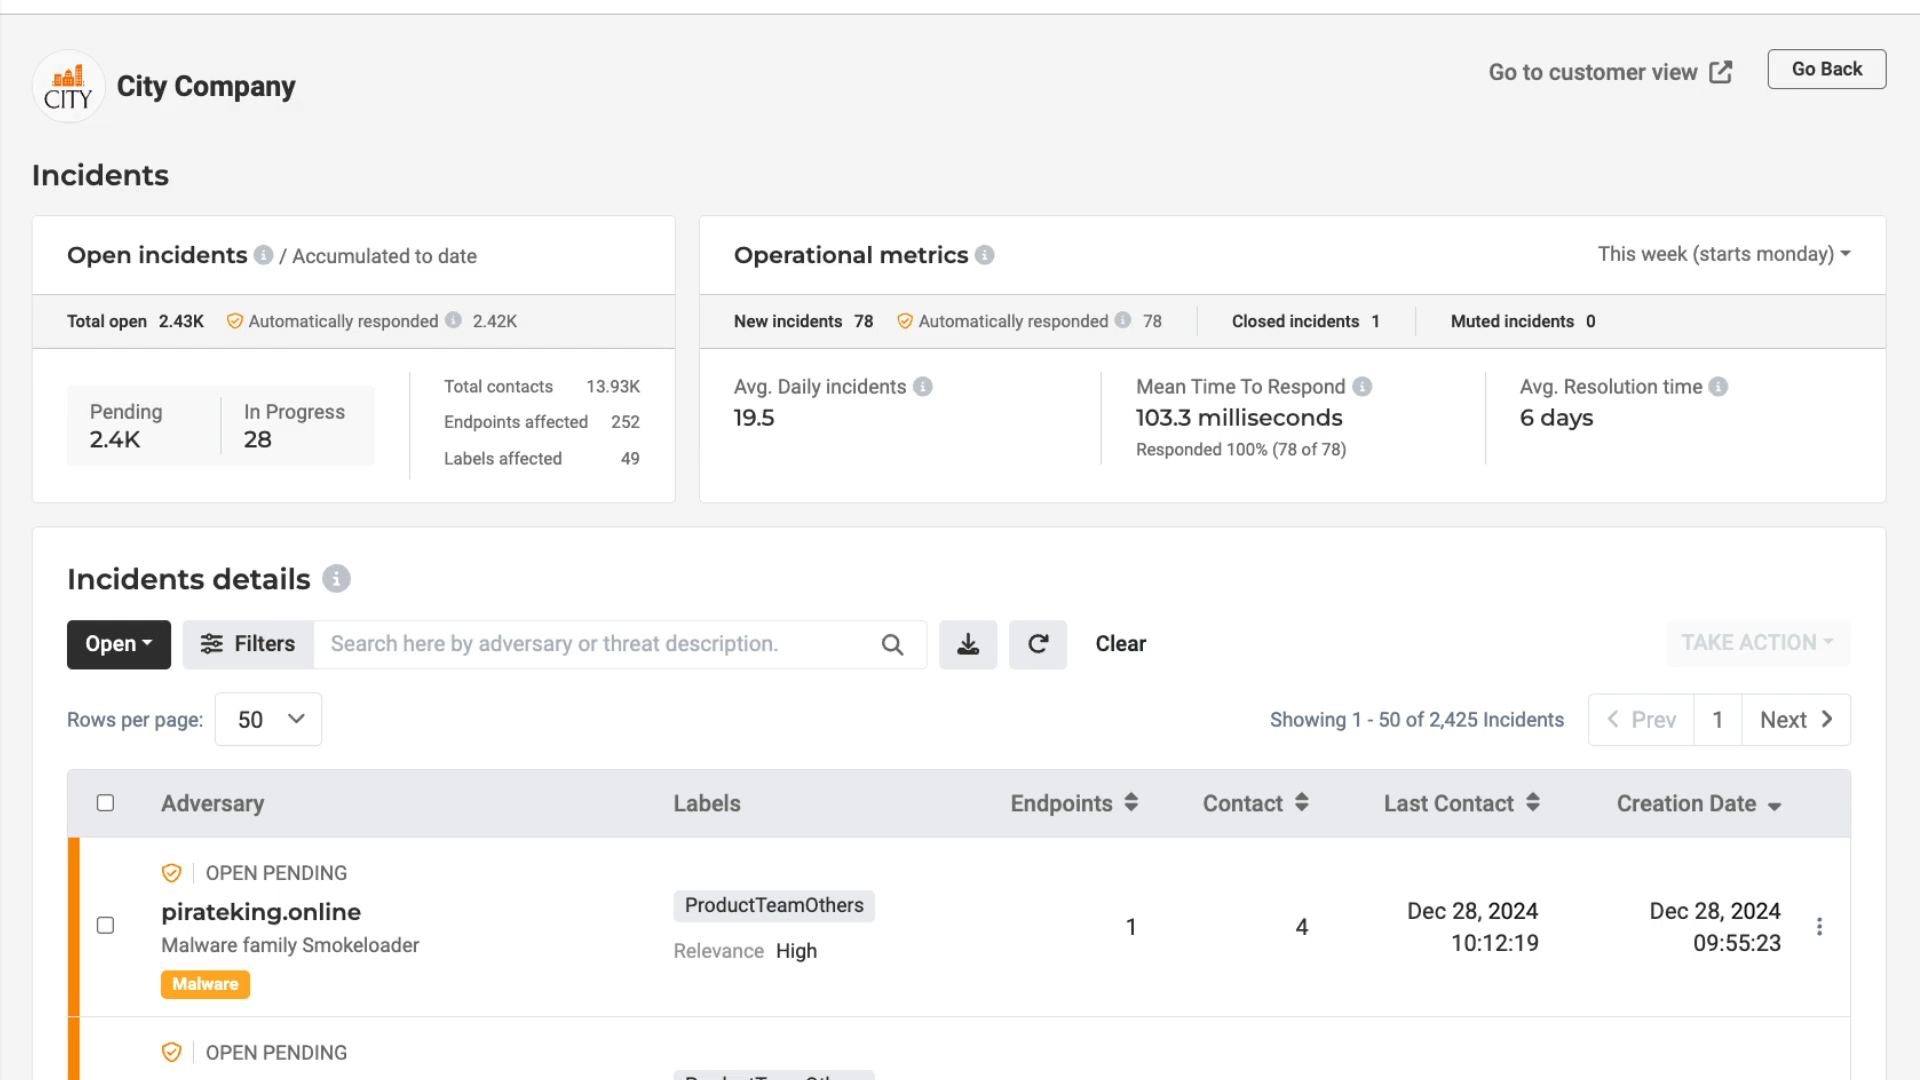 CITY
City Company
Go to customer view
Go Back
Incidents
Open incidents / Accumulated to date
Total open 2.43K Automatically responded 2.42K
Pending
2.4K
In Progress
28
Total contacts 13.93K
Endpoints affected 252
Labels affected 49
Operational metrics
This week (starts monday)
New incidents 78 Automatically responded 78 Closed incidents 1 Muted incidents 0
Avg. Daily incidents
19.5
Mean Time To Respond
103.3 milliseconds
Responded 100% (78 of 78)
Avg. Resolution time
6 days
Incidents details
Open Filters Search here by adversary or threat description. Clear TAKE ACTION
Rows per page: 50 Showing 1 - 50 of 2,425 Incidents Prev 1 Next
Adversary Labels Endpoints Contact Last Contact Creation Date
OPEN PENDING
pirateking.online
Malware family Smokeloader
Malware
ProductTeamOthers
Relevance High
1
4
Dec 28, 2024
10:12:19
Dec 28, 2024
09:55:23
OPEN PENDING